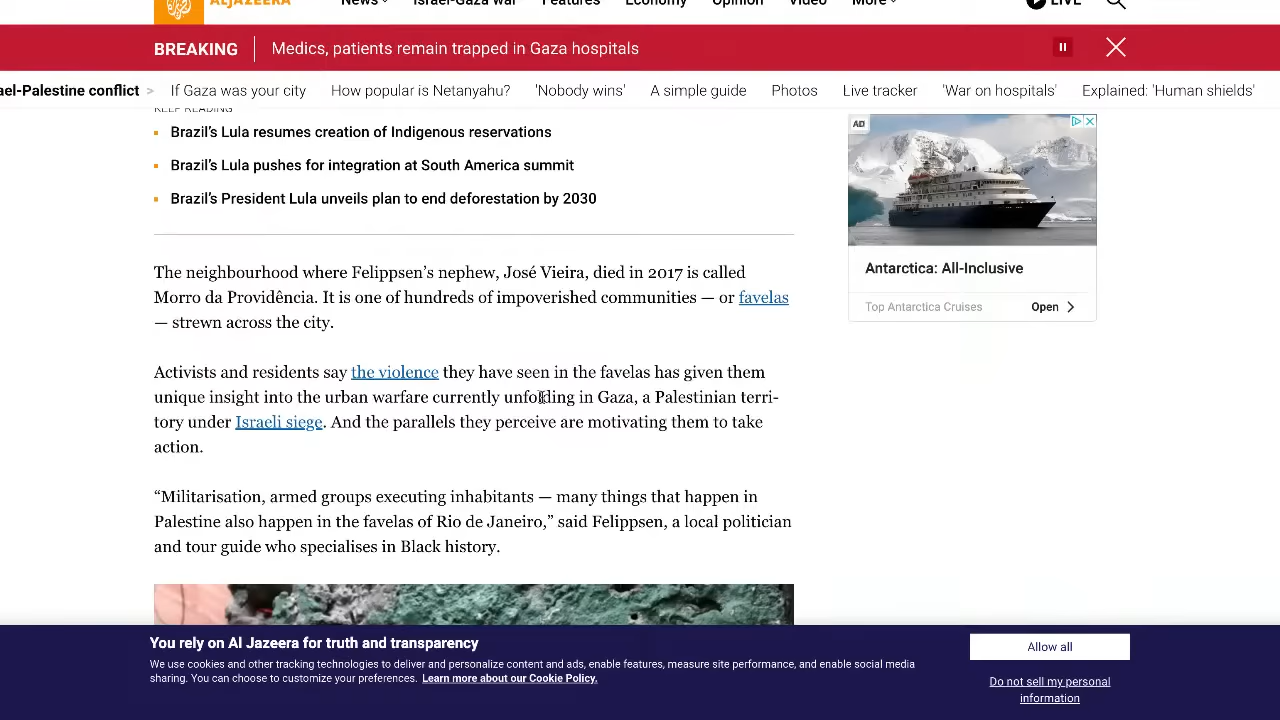 ALJAZEERA
News Israel-Gaza war Features Economy Opinion Video More LIVE
BREAKING Medics, patients remain trapped in Gaza hospitals
ael-Palestine conflict > If Gaza was your city How popular is Netanyahu? 'Nobody wins' A simple guide Photos Live tracker 'War on hospitals' Explained: 'Human shields'
KEEP READING
Brazil's Lula resumes creation of Indigenous reservations
Brazil's Lula pushes for integration at South America summit
Brazil's President Lula unveils plan to end deforestation by 2030
AD
Antarctica: All-Inclusive
Top Antarctica Cruises Open
The neighbourhood where Felippsen’s nephew, José Vieira, died in 2017 is called
Morro da Providência. It is one of hundreds of impoverished communities — or favelas
— strewn across the city.
Activists and residents say the violence they have seen in the favelas has given them
unique insight into the urban warfare currently unfolding in Gaza, a Palestinian terri-
tory under Israeli siege. And the parallels they perceive are motivating them to take
action.
“Militarisation, armed groups executing inhabitants — many things that happen in
Palestine also happen in the favelas of Rio de Janeiro,” said Felippsen, a local politician
and tour guide who specialises in Black history.
You rely on Al Jazeera for truth and transparency
We use cookies and other tracking technologies to deliver and personalize content and ads, enable features, measure site performance, and enable social media
sharing. You can choose to customize your preferences. Learn more about our Cookie Policy.
Allow all
Do not sell my personal
information